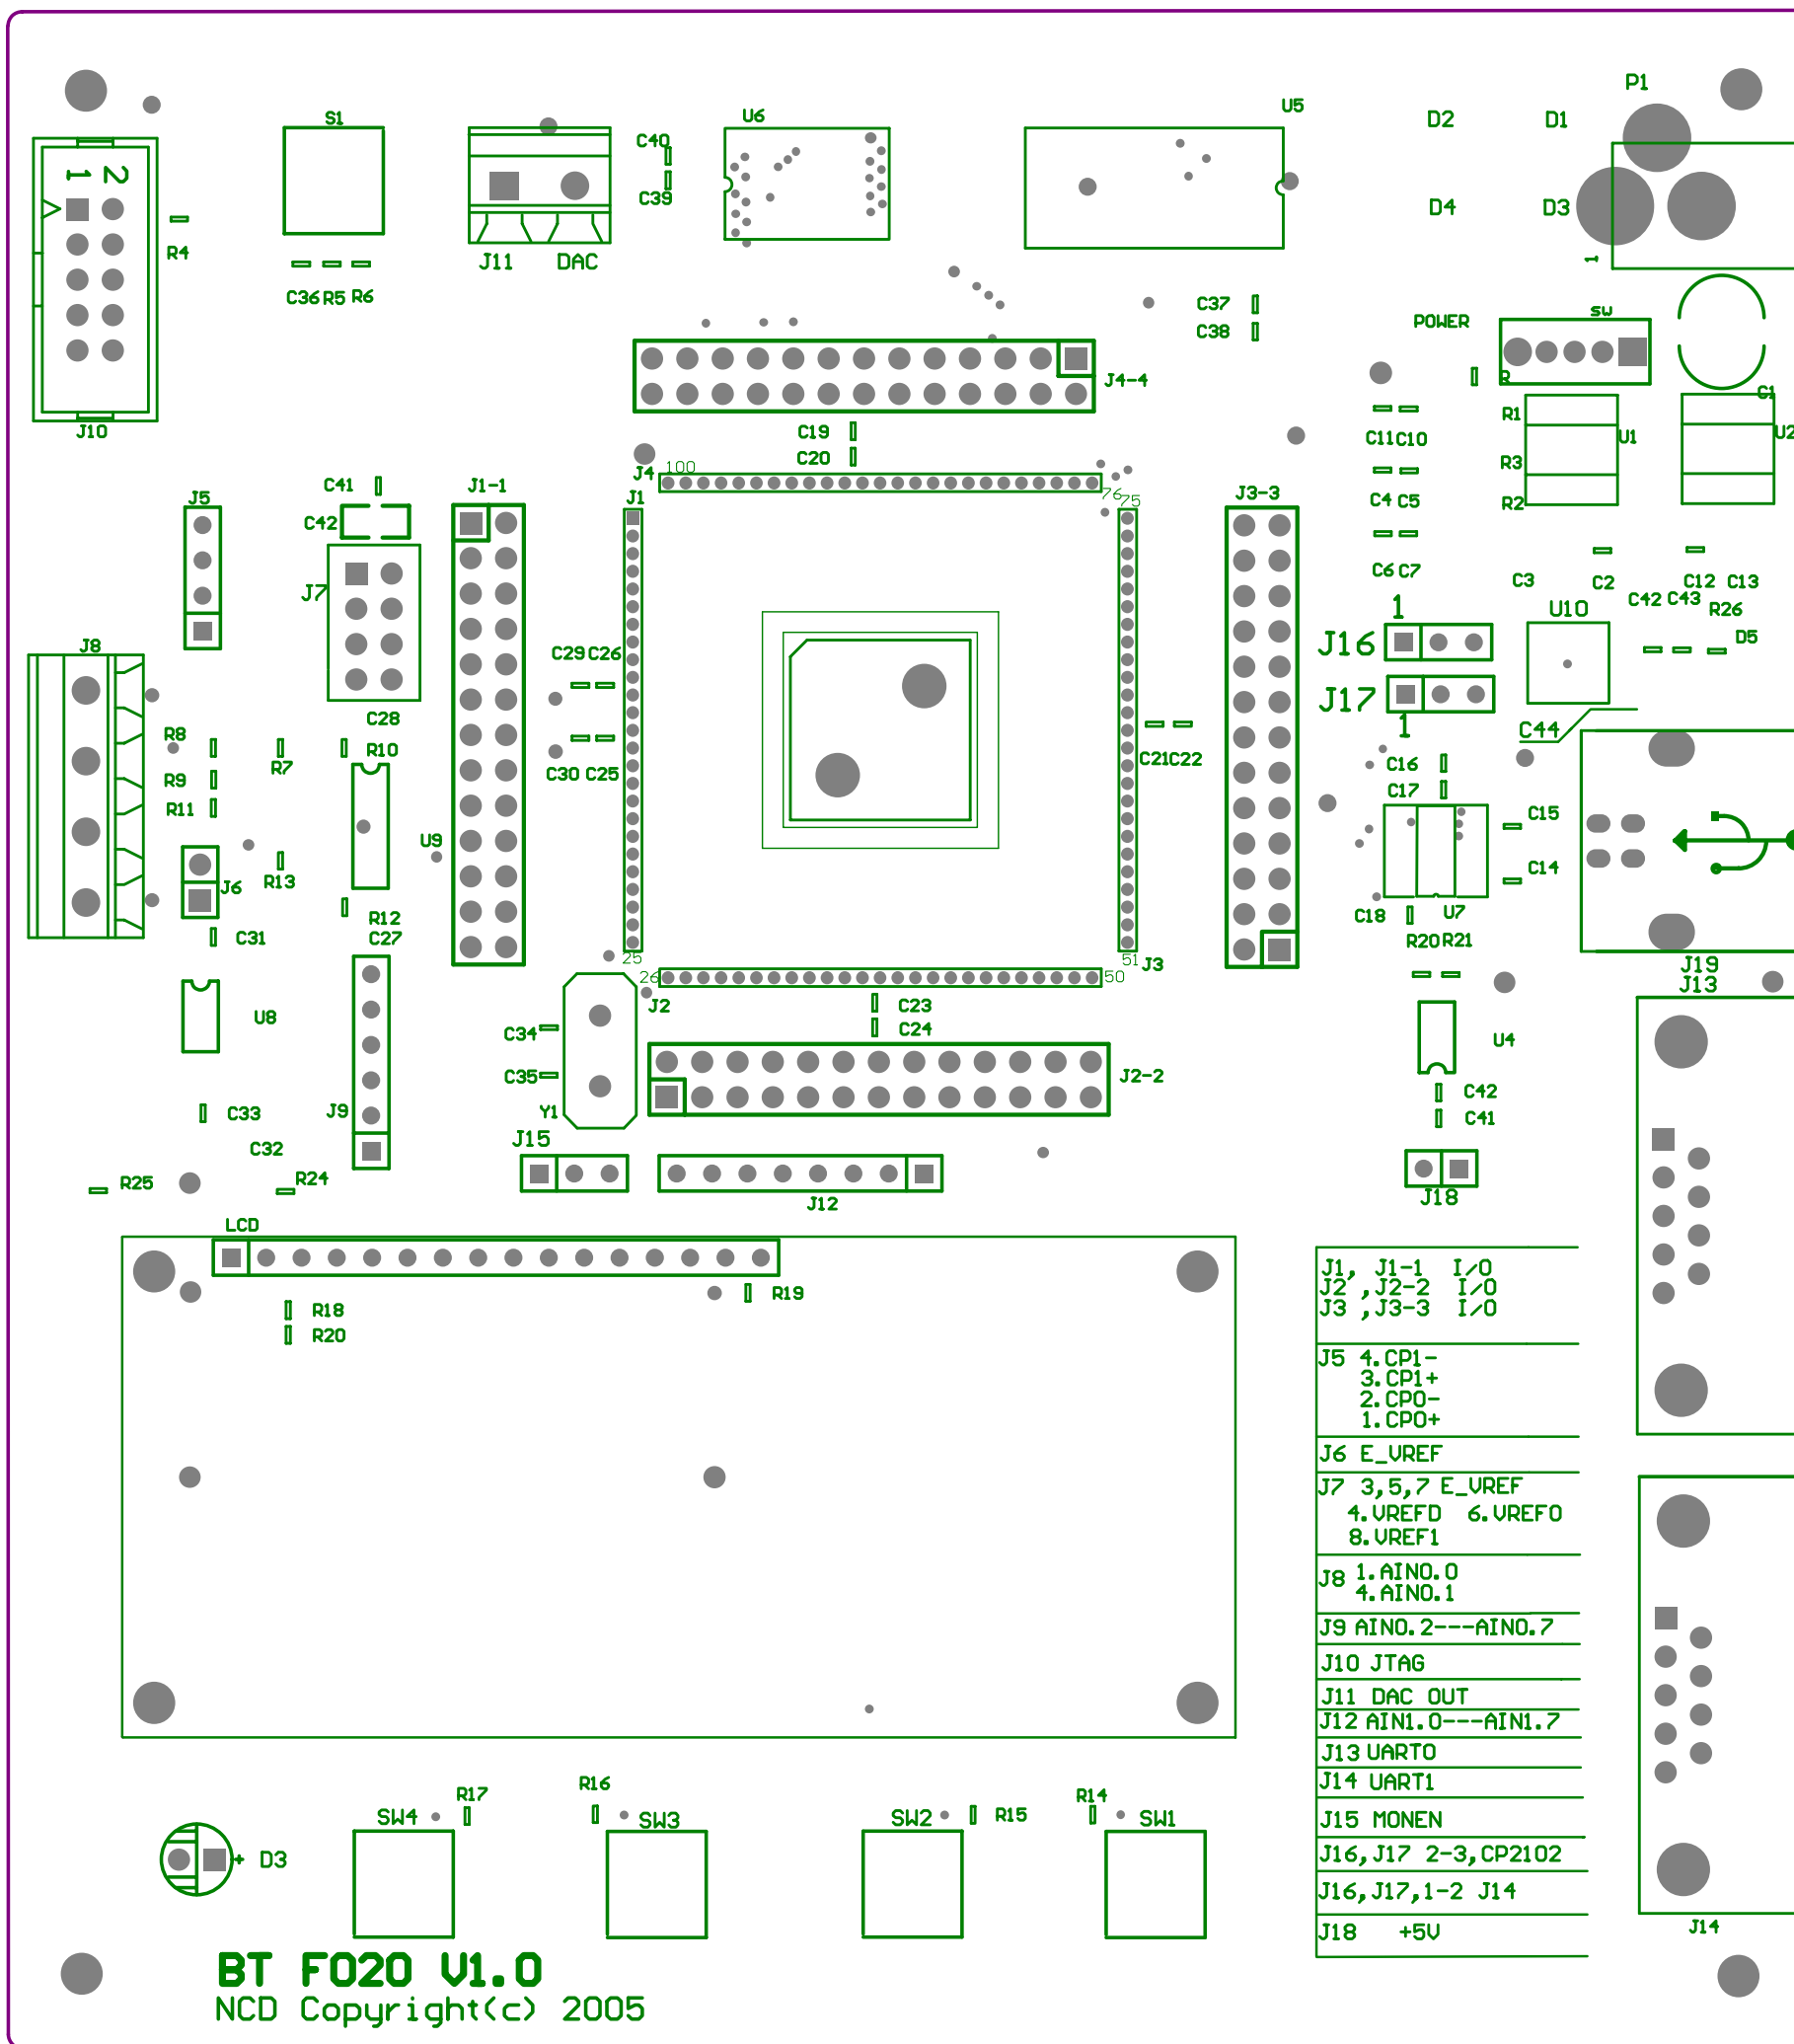 P1
S1
U6
U5
D2
D1
C40
2
1
C39
D4
D3
R4
J11
DAC
1
C36
R5
R6
C37
C38
POWER
sw
R
J4-4
C1
R1
J10
C19
C11
C10
U1
U2
C20
R3
J4
100
C41
J1-1
76
75
J3-3
J5
J1
C4
C5
R2
C42
C6
C7
C3
C2
C12
C13
J7
C42
C43
R26
1
U10
J16
D5
J8
C29
C26
J17
C28
1
C44
R8
R10
R7
C21
C22
C16
R9
C30
C25
C17
R11
C15
U9
C14
R13
J6
C18
U7
R12
C31
C27
R20
R21
25
51
J3
J19
26
50
J13
J2
C23
U8
C34
C24
U4
C35
J2-2
C42
J9
C33
Y1
C41
J15
C32
R25
R24
J12
J18
LCD
J1, J1-1 I/O
J2 ,J2-2 I/O
J3 ,J3-3 I/O
R19
R18
R20
J5 4.CP1-
3.CP1+
2.CP0-
1.CP0+
J6 E_VREF
J7 3,5,7 E_VREF
4.VREFD 6.VREF0
8.VREF1
J8 1.AIN0.0
4.AIN0.1
J9 AIN0.2---AIN0.7
J10 JTAG
J11 DAC OUT
J12 AIN1.0---AIN1.7
J13 UART0
J14 UART1
J15 MONEN
J16,J17 2-3,CP2102
J16,J17,1-2 J14
J18 +5V
R17
R16
R14
SW4
SW3
SW2
R15
SW1
+ D3
J14
BT F020 V1.0
NCD Copyright(c) 2005